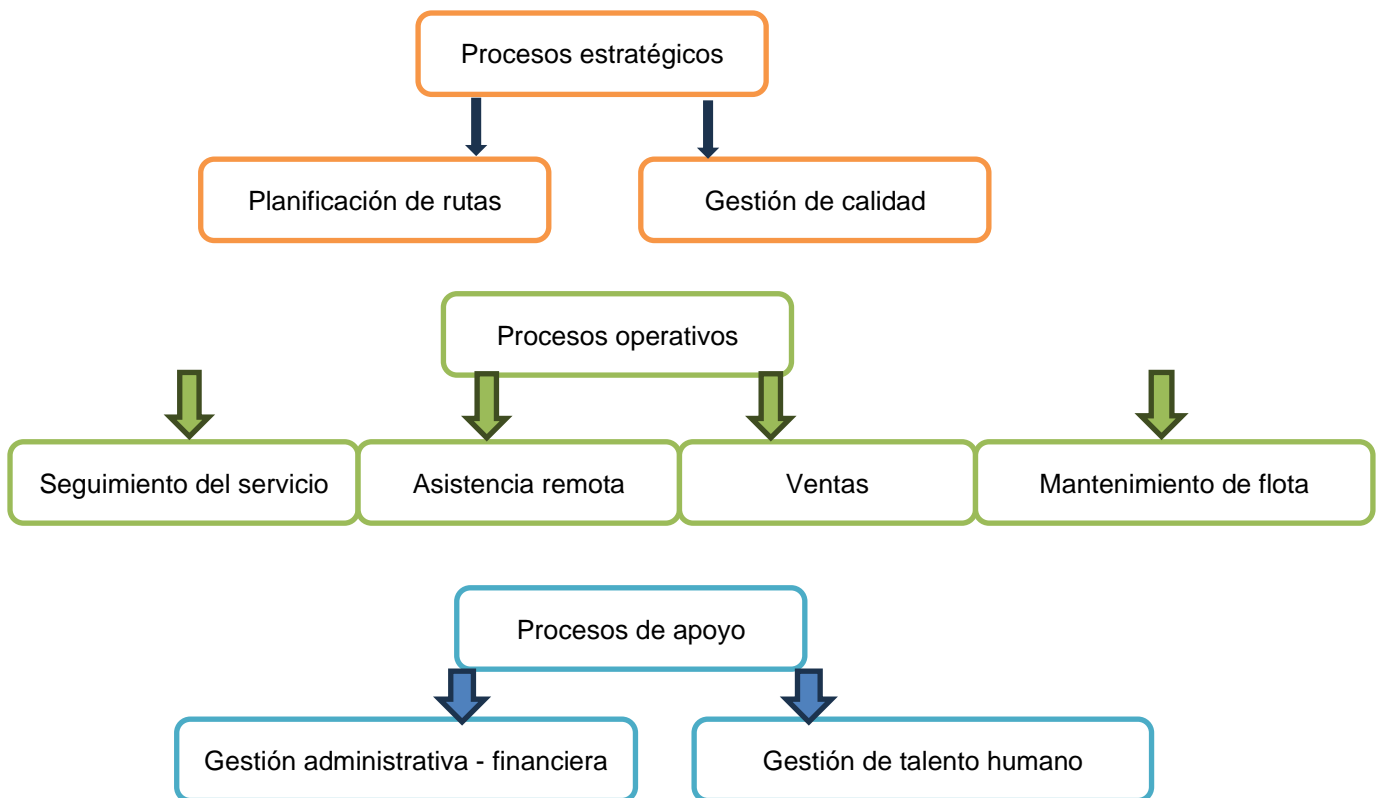 Procesos estratégicos
Planificación de rutas
Gestión de calidad
Procesos operativos
Seguimiento del servicio
Asistencia remota
Ventas
Mantenimiento de flota
Procesos de apoyo
Gestión administrativa - financiera
Gestión de talento humano